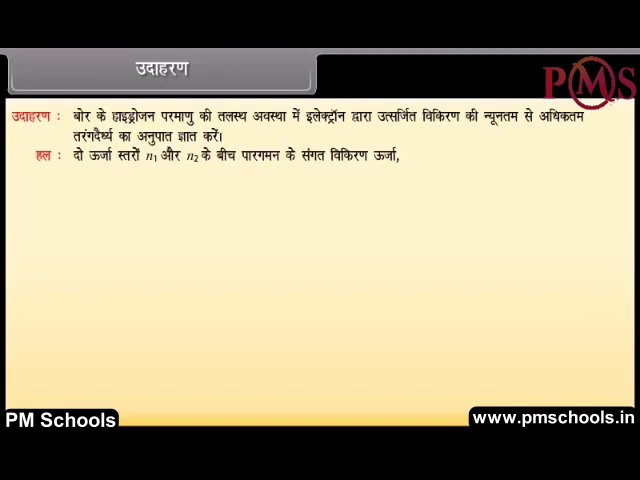 उदाहरण
PMS
उदाहरण : बोर के हाइड्रोजन परमाणु की तलस्थ अवस्था में इलेक्ट्रॉन द्वारा उत्सर्जित विकिरण की न्यूनतम से अधिकतम
तरंगदैर्ध्य का अनुपात ज्ञात करें।
हल : दो ऊर्जा स्तरों n₁ और n₂ के बीच पारगमन के संगत विकिरण ऊर्जा,
PM Schools
www.pmschools.in